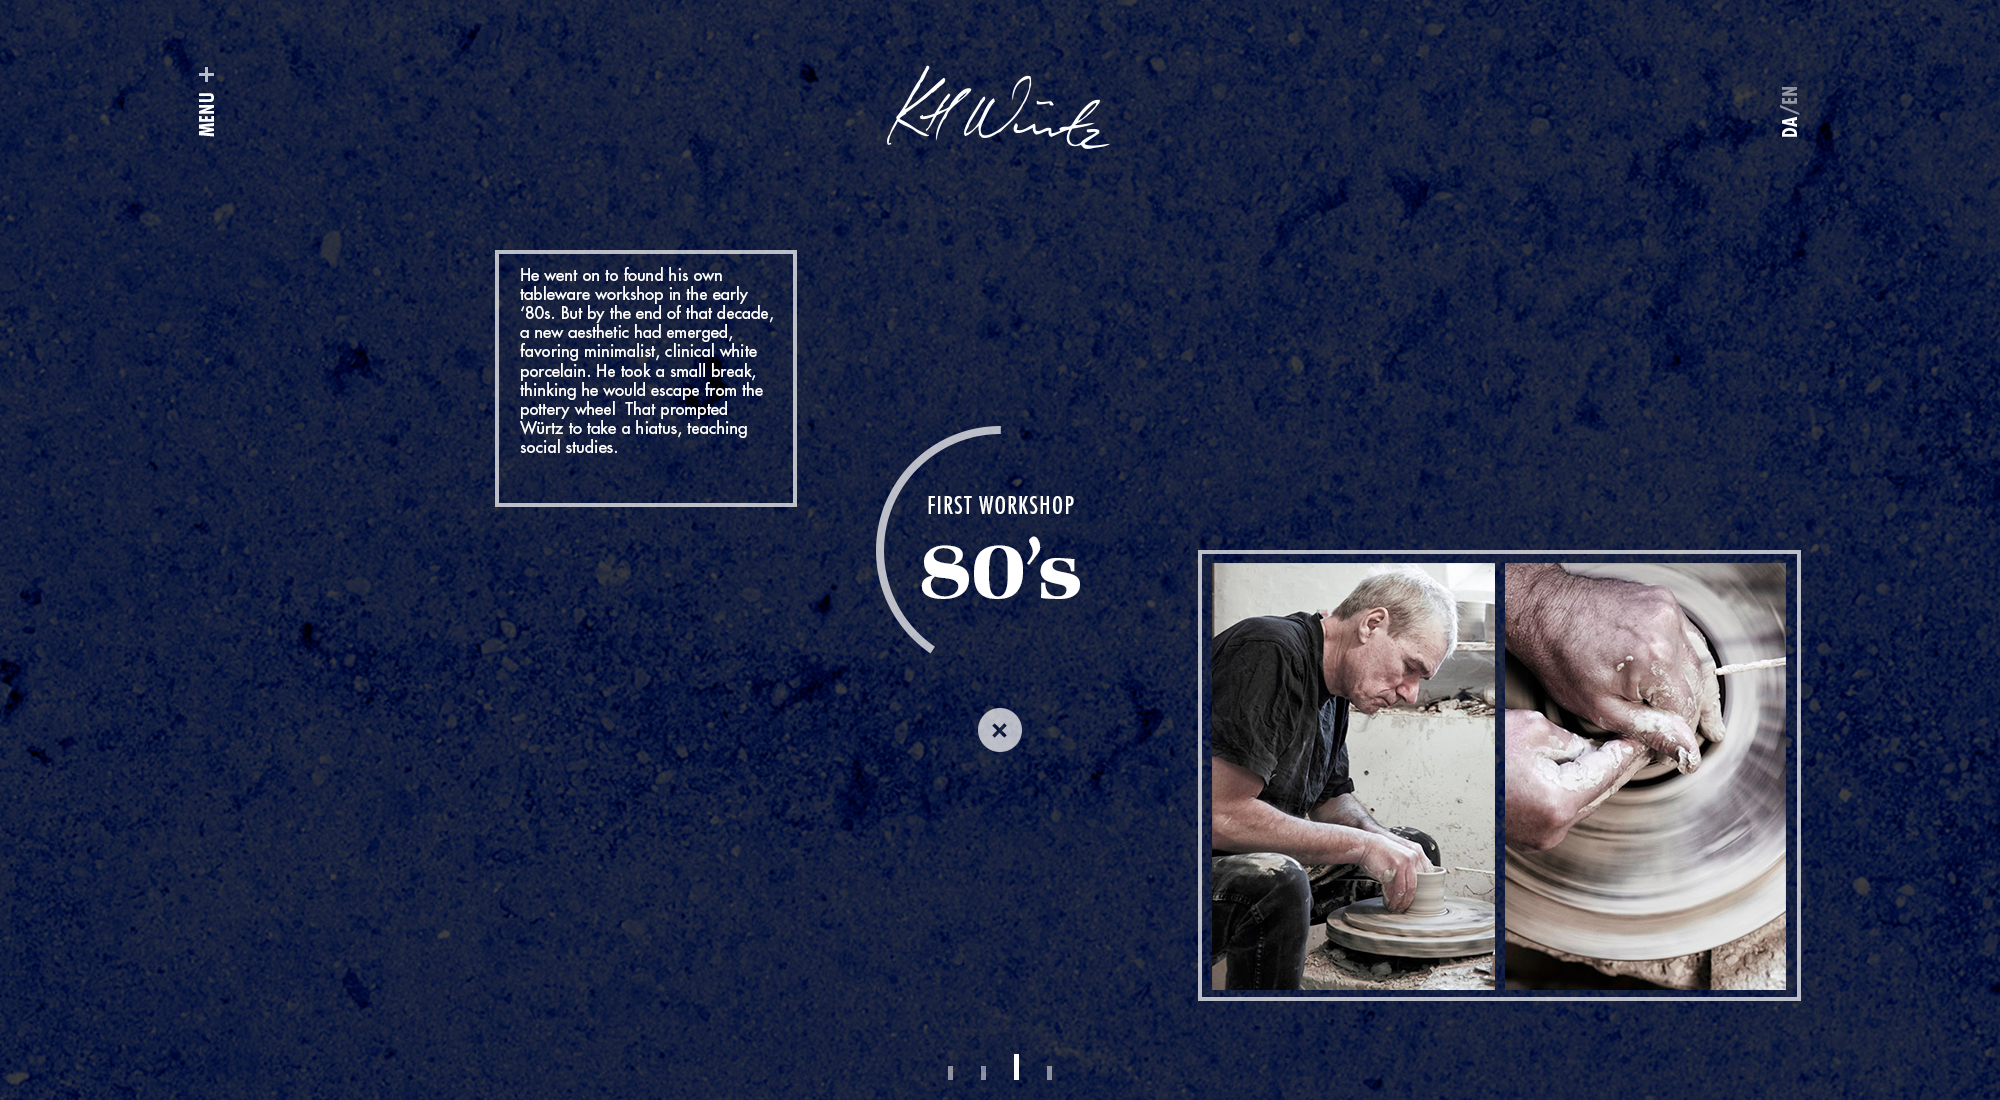 MENU +
KH Würtz
DA/EN
He went on to found his own
tableware workshop in the early
‘80s. But by the end of that decade,
a new aesthetic had emerged,
favoring minimalist, clinical white
porcelain. He took a small break,
thinking he would escape from the
pottery wheel  That prompted
Würtz to take a hiatus, teaching
social studies.
FIRST WORKSHOP
80’s